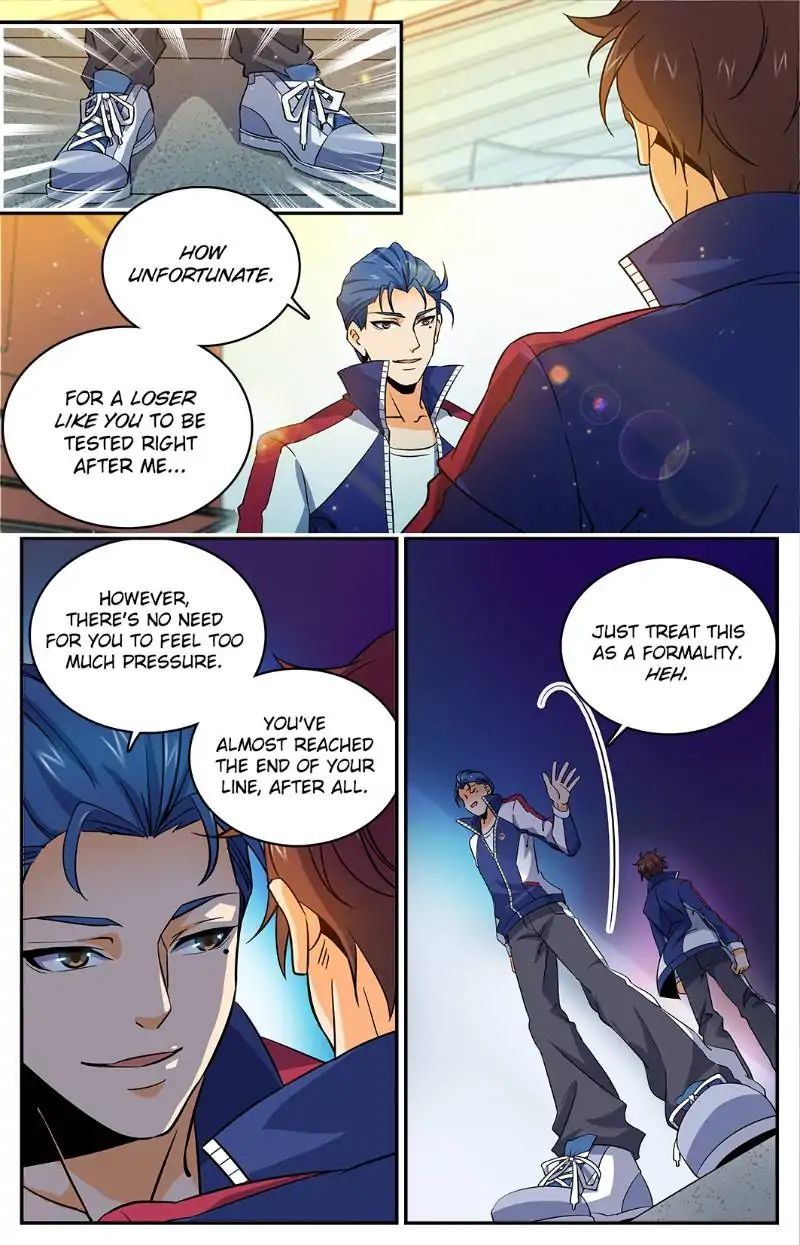 HOW
UNFORTUNATE.
FOR A LOSER
LIKE YOU TO BE
TESTED RIGHT
AFTER ME...
HOWEVER,
THERE'S NO NEED
FOR YOU TO FEEL TOO
MUCH PRESSURE.
YOU'VE
ALMOST REACHED
THE END OF YOUR
LINE, AFTER ALL.
JUST TREAT THIS
AS A FORMALITY.
HEH.